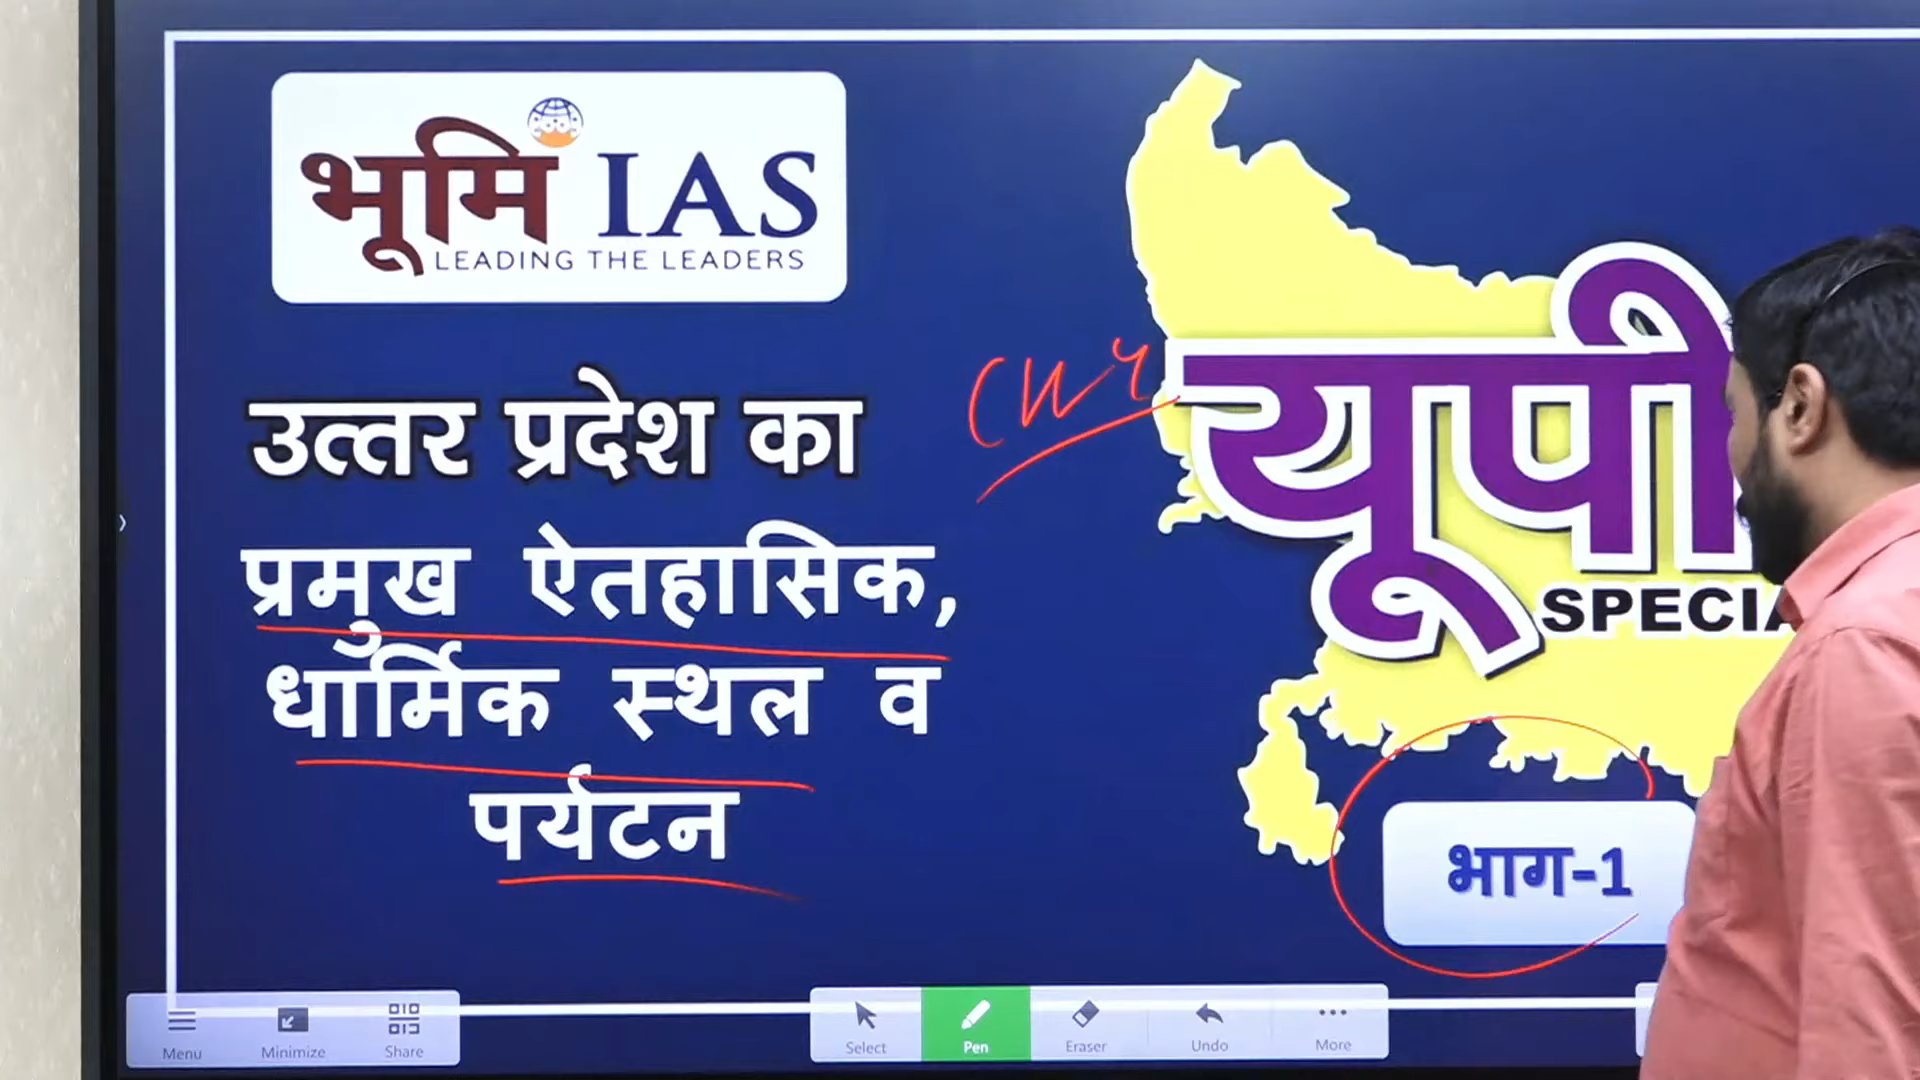 भूमि IAS
LEADING THE LEADERS
उत्तर प्रदेश का
प्रमुख ऐतहासिक,
धार्मिक स्थल व
पर्यटन
यूपी
भाग-1
Menu
Minimize
Share
Select
Pen
Eraser
Undo
More